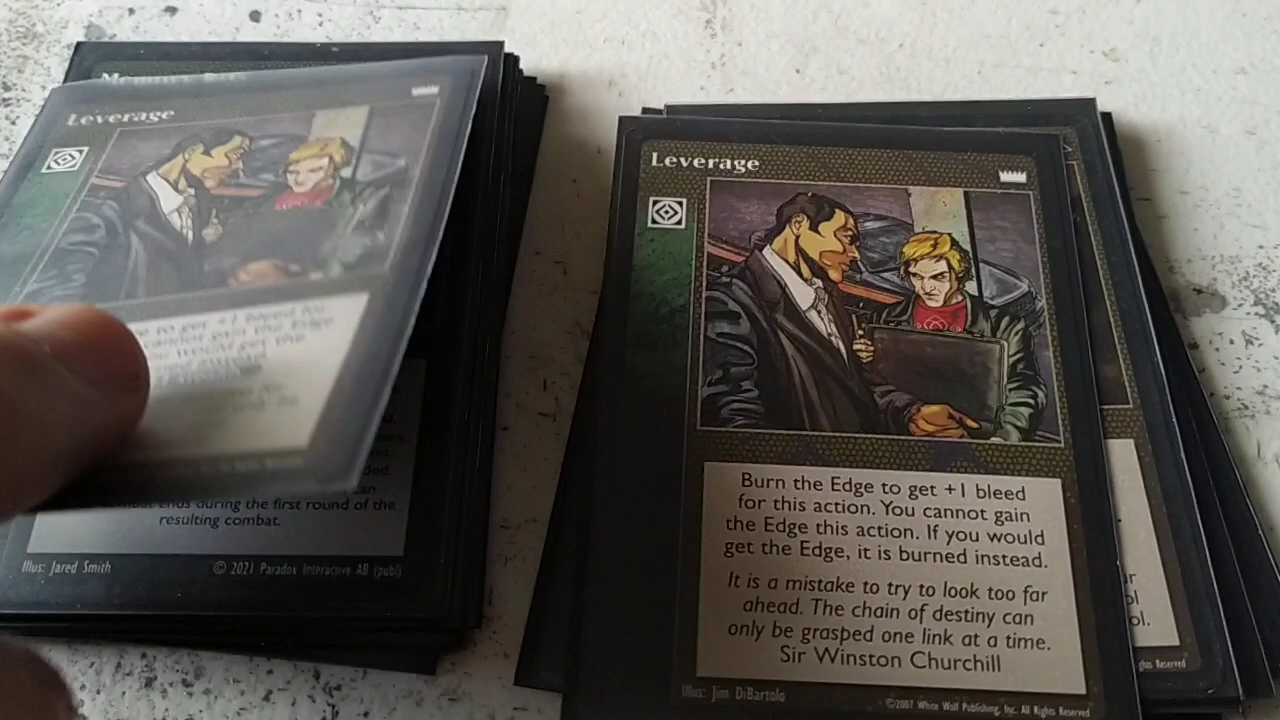 Leverage
ends during the first round of the
resulting combat.
Illus: Jared Smith
© 2021 Paradox Interactive AB (publ)
Leverage
Burn the Edge to get +1 bleed
for this action. You cannot gain
the Edge this action. If you would
get the Edge, it is burned instead.
It is a mistake to try to look too far
ahead. The chain of destiny can
only be grasped one link at a time.
Sir Winston Churchill
Illus: Jim DiBartolo
©2007 White Wolf Publishing, Inc. All Rights Reserved
Reserved